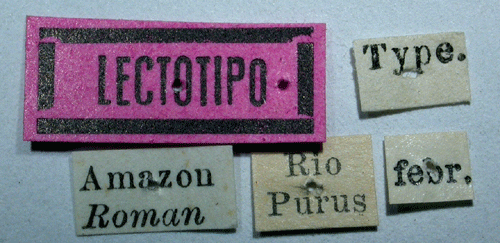 LECTOTIPO
Type.
Amazon
Roman
Rio
Purus
febr.